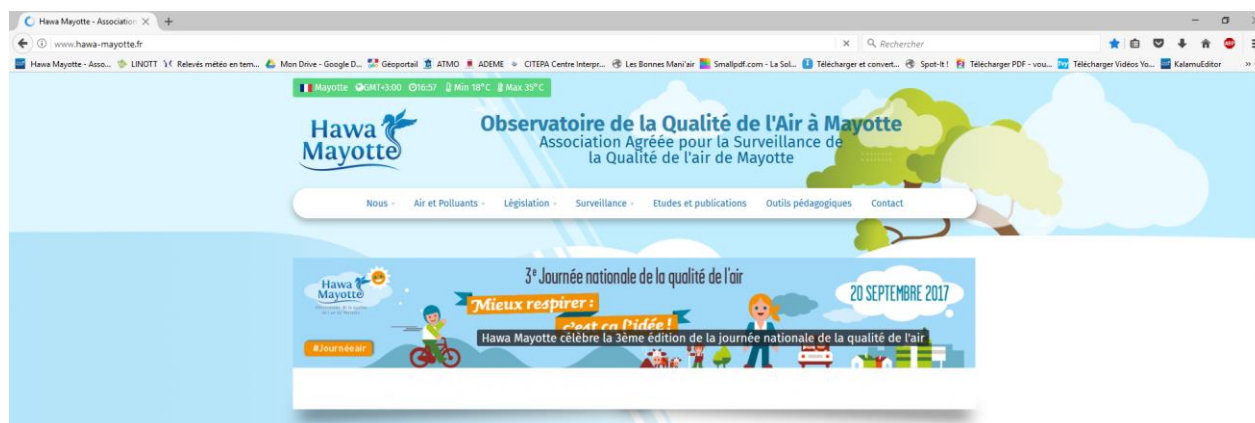 Hawa Mayotte - Association
www.hawa-mayotte.fr
Rechercher
Hawa Mayotte - Asso... LINOTT Relevés météo en tem... Mon Drive - Google D... Géoportail ATMO ADEME CITEPA Centre Interpr... Les Bonnes Mani'air Smallpdf.com - La Sol... Télécharger et convert... Spot-It ! Télécharger PDF - vou... Télécharger Vidéos Yo... KalamuEditor
Mayotte GMT+3:00 16:57 Min 18°C Max 35°C
Hawa
Mayotte
Observatoire de la Qualité de l'Air à Mayotte
Association Agréée pour la Surveillance de
la Qualité de l'air de Mayotte
Nous Air et Polluants Législation Surveillance Etudes et publications Outils pédagogiques Contact
Hawa
Mayotte
3e Journée nationale de la qualité de l'air
Mieux respirer :
c'est ça l'idée !
20 SEPTEMBRE 2017
Hawa Mayotte célèbre la 3ème édition de la journée nationale de la qualité de l'air
#Journéeair